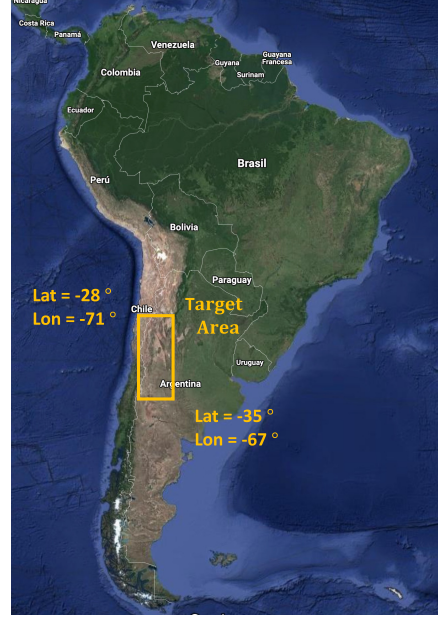 Nicaragua
Costa Rica
Panamá
Venezuela
Guyana
Guayana
Francesa
Surinam
Colombia
Ecuador
Brasil
Perú
Bolivia
Paraguay
Lat = -28 °
Lon = -71 °
Chile
Target
Area
Uruguay
Argentina
Lat = -35 °
Lon = -67 °